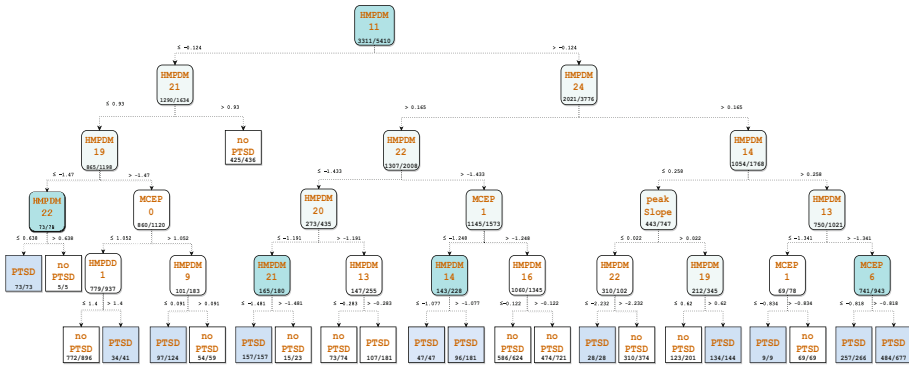 HMPDM
11
3311/5410
≤ -0.124
> -0.124
HMPDM
21
1290/1634
HMPDM
24
2021/3776
≤ 0.93
> 0.93
> 0.165
> 0.165
HMPDM
19
865/1198
no
PTSD
425/436
HMPDM
22
1307/2008
HMPDM
14
1054/1768
≤ -1.47
> -1.47
≤ -1.433
> -1.433
≤ 0.258
> 0.258
HMPDM
22
73/78
MCEP
0
860/1120
HMPDM
20
273/435
MCEP
1
1145/1573
peak
Slope
443/747
HMPDM
13
750/1021
≤ 0.638
> 0.638
≤ 1.052
> 1.052
≤ -1.191
> -1.191
≤ -1.248
> -1.248
≤ 0.022
> 0.022
≤ -1.341
> -1.341
PTSD
73/73
no
PTSD
5/5
HMPDD
1
779/937
HMPDM
9
101/183
HMPDM
21
165/180
HMPDM
13
147/255
HMPDM
14
143/228
HMPDM
16
1060/1345
HMPDM
22
310/102
HMPDM
19
212/345
MCEP
1
69/78
MCEP
6
741/943
≤ 1.4
> 1.4
≤ 0.091
> 0.091
≤ -1.481
> -1.481
≤ -0.283
> -0.283
≤ -1.077
> -1.077
≤ -0.122
> -0.122
≤ -2.232
> -2.232
≤ 0.62
> 0.62
≤ -0.834
> -0.834
≤ -0.818
> -0.818
no
PTSD
772/896
PTSD
34/41
PTSD
97/124
no
PTSD
54/59
PTSD
157/157
no
PTSD
15/23
no
PTSD
73/74
PTSD
107/181
PTSD
47/47
PTSD
96/181
no
PTSD
586/624
no
PTSD
474/721
PTSD
28/28
no
PTSD
310/374
no
PTSD
123/201
PTSD
134/144
PTSD
9/9
no
PTSD
69/69
PTSD
257/266
PTSD
484/677